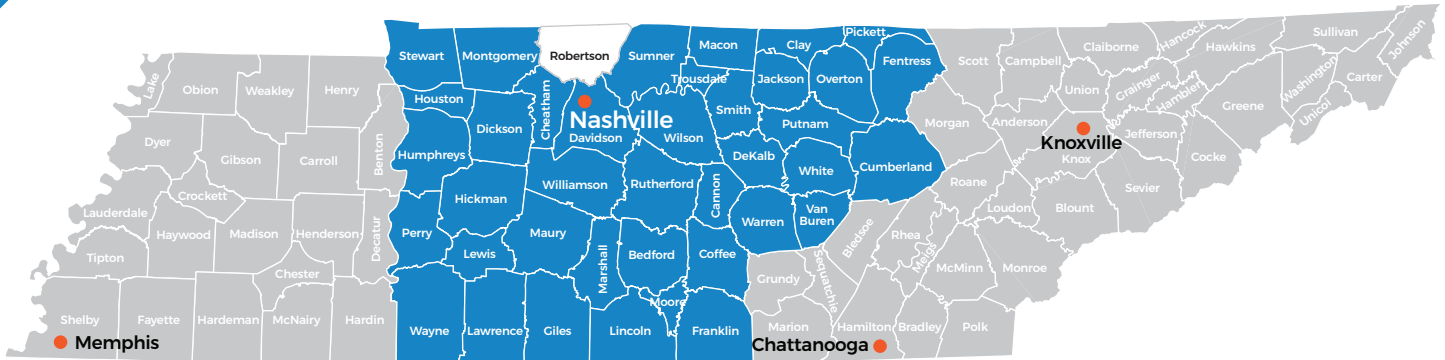 Stewart
Montgomery
Robertson
Sumner
Macon
Clay
Pickett
Fentress
Scott
Campbell
Claiborne
Hancock
Hawkins
Sullivan
Johnson
Lake
Obion
Weakley
Henry
Houston
Cheatham
Trousdale
Jackson
Overton
Union
Grainger
Hamblen
Greene
Washington
Carter
Unicoi
Dyer
Gibson
Carroll
Benton
Humphreys
Dickson
Nashville
Davidson
Wilson
Smith
Putnam
Morgan
Anderson
Knoxville
Knox
Jefferson
Cocke
Crockett
Lauderdale
Haywood
Madison
Henderson
Decatur
Perry
Hickman
Williamson
Rutherford
Cannon
DeKalb
White
Cumberland
Roane
Loudon
Blount
Sevier
Tipton
Chester
Lewis
Maury
Marshall
Bedford
Coffee
Warren
Van
Buren
Bledsoe
Rhea
Meigs
McMinn
Monroe
Grundy
Sequatchie
Shelby
Memphis
Fayette
Hardeman
McNairy
Hardin
Wayne
Lawrence
Giles
Lincoln
Moore
Franklin
Marion
Chattanooga
Hamilton
Bradley
Polk